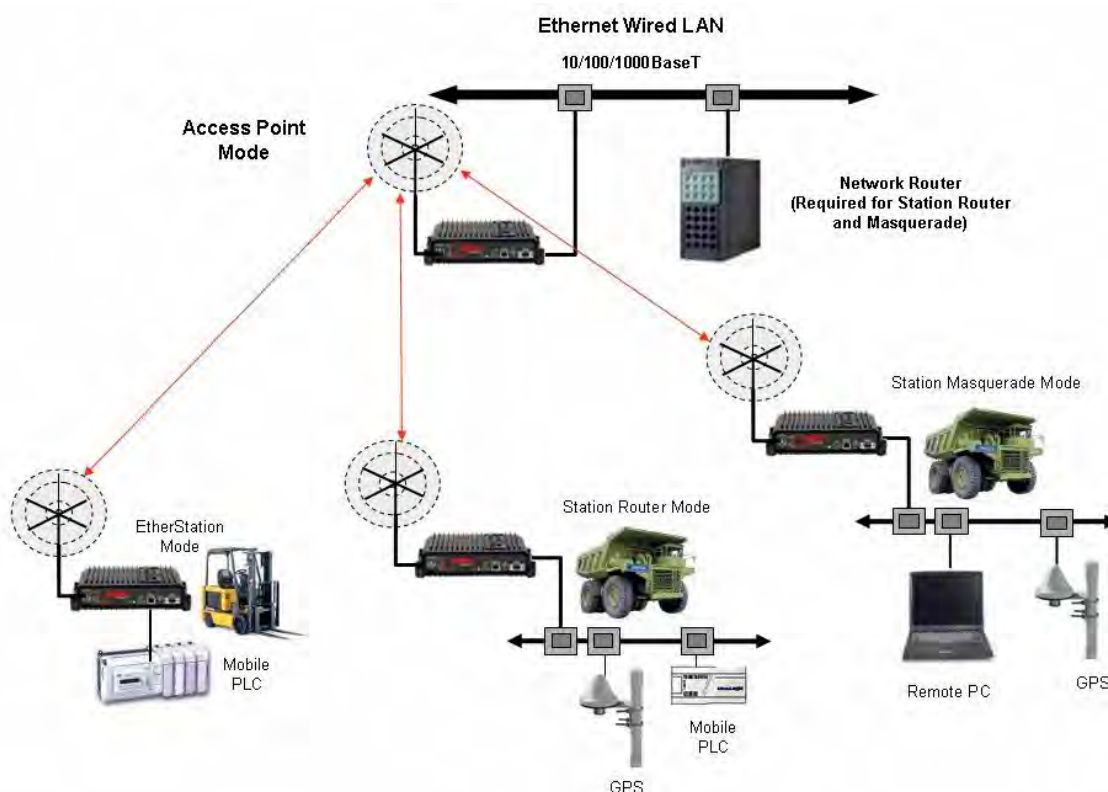 Ethernet Wired LAN
10/100/1000BaseT
Access Point
Mode
Network Router
(Required for Station Router
and Masquerade)
Station Masquerade Mode
EtherStation
Mode
Station Router Mode
Mobile
PLC
Remote PC
GPS
Mobile
PLC
GPS